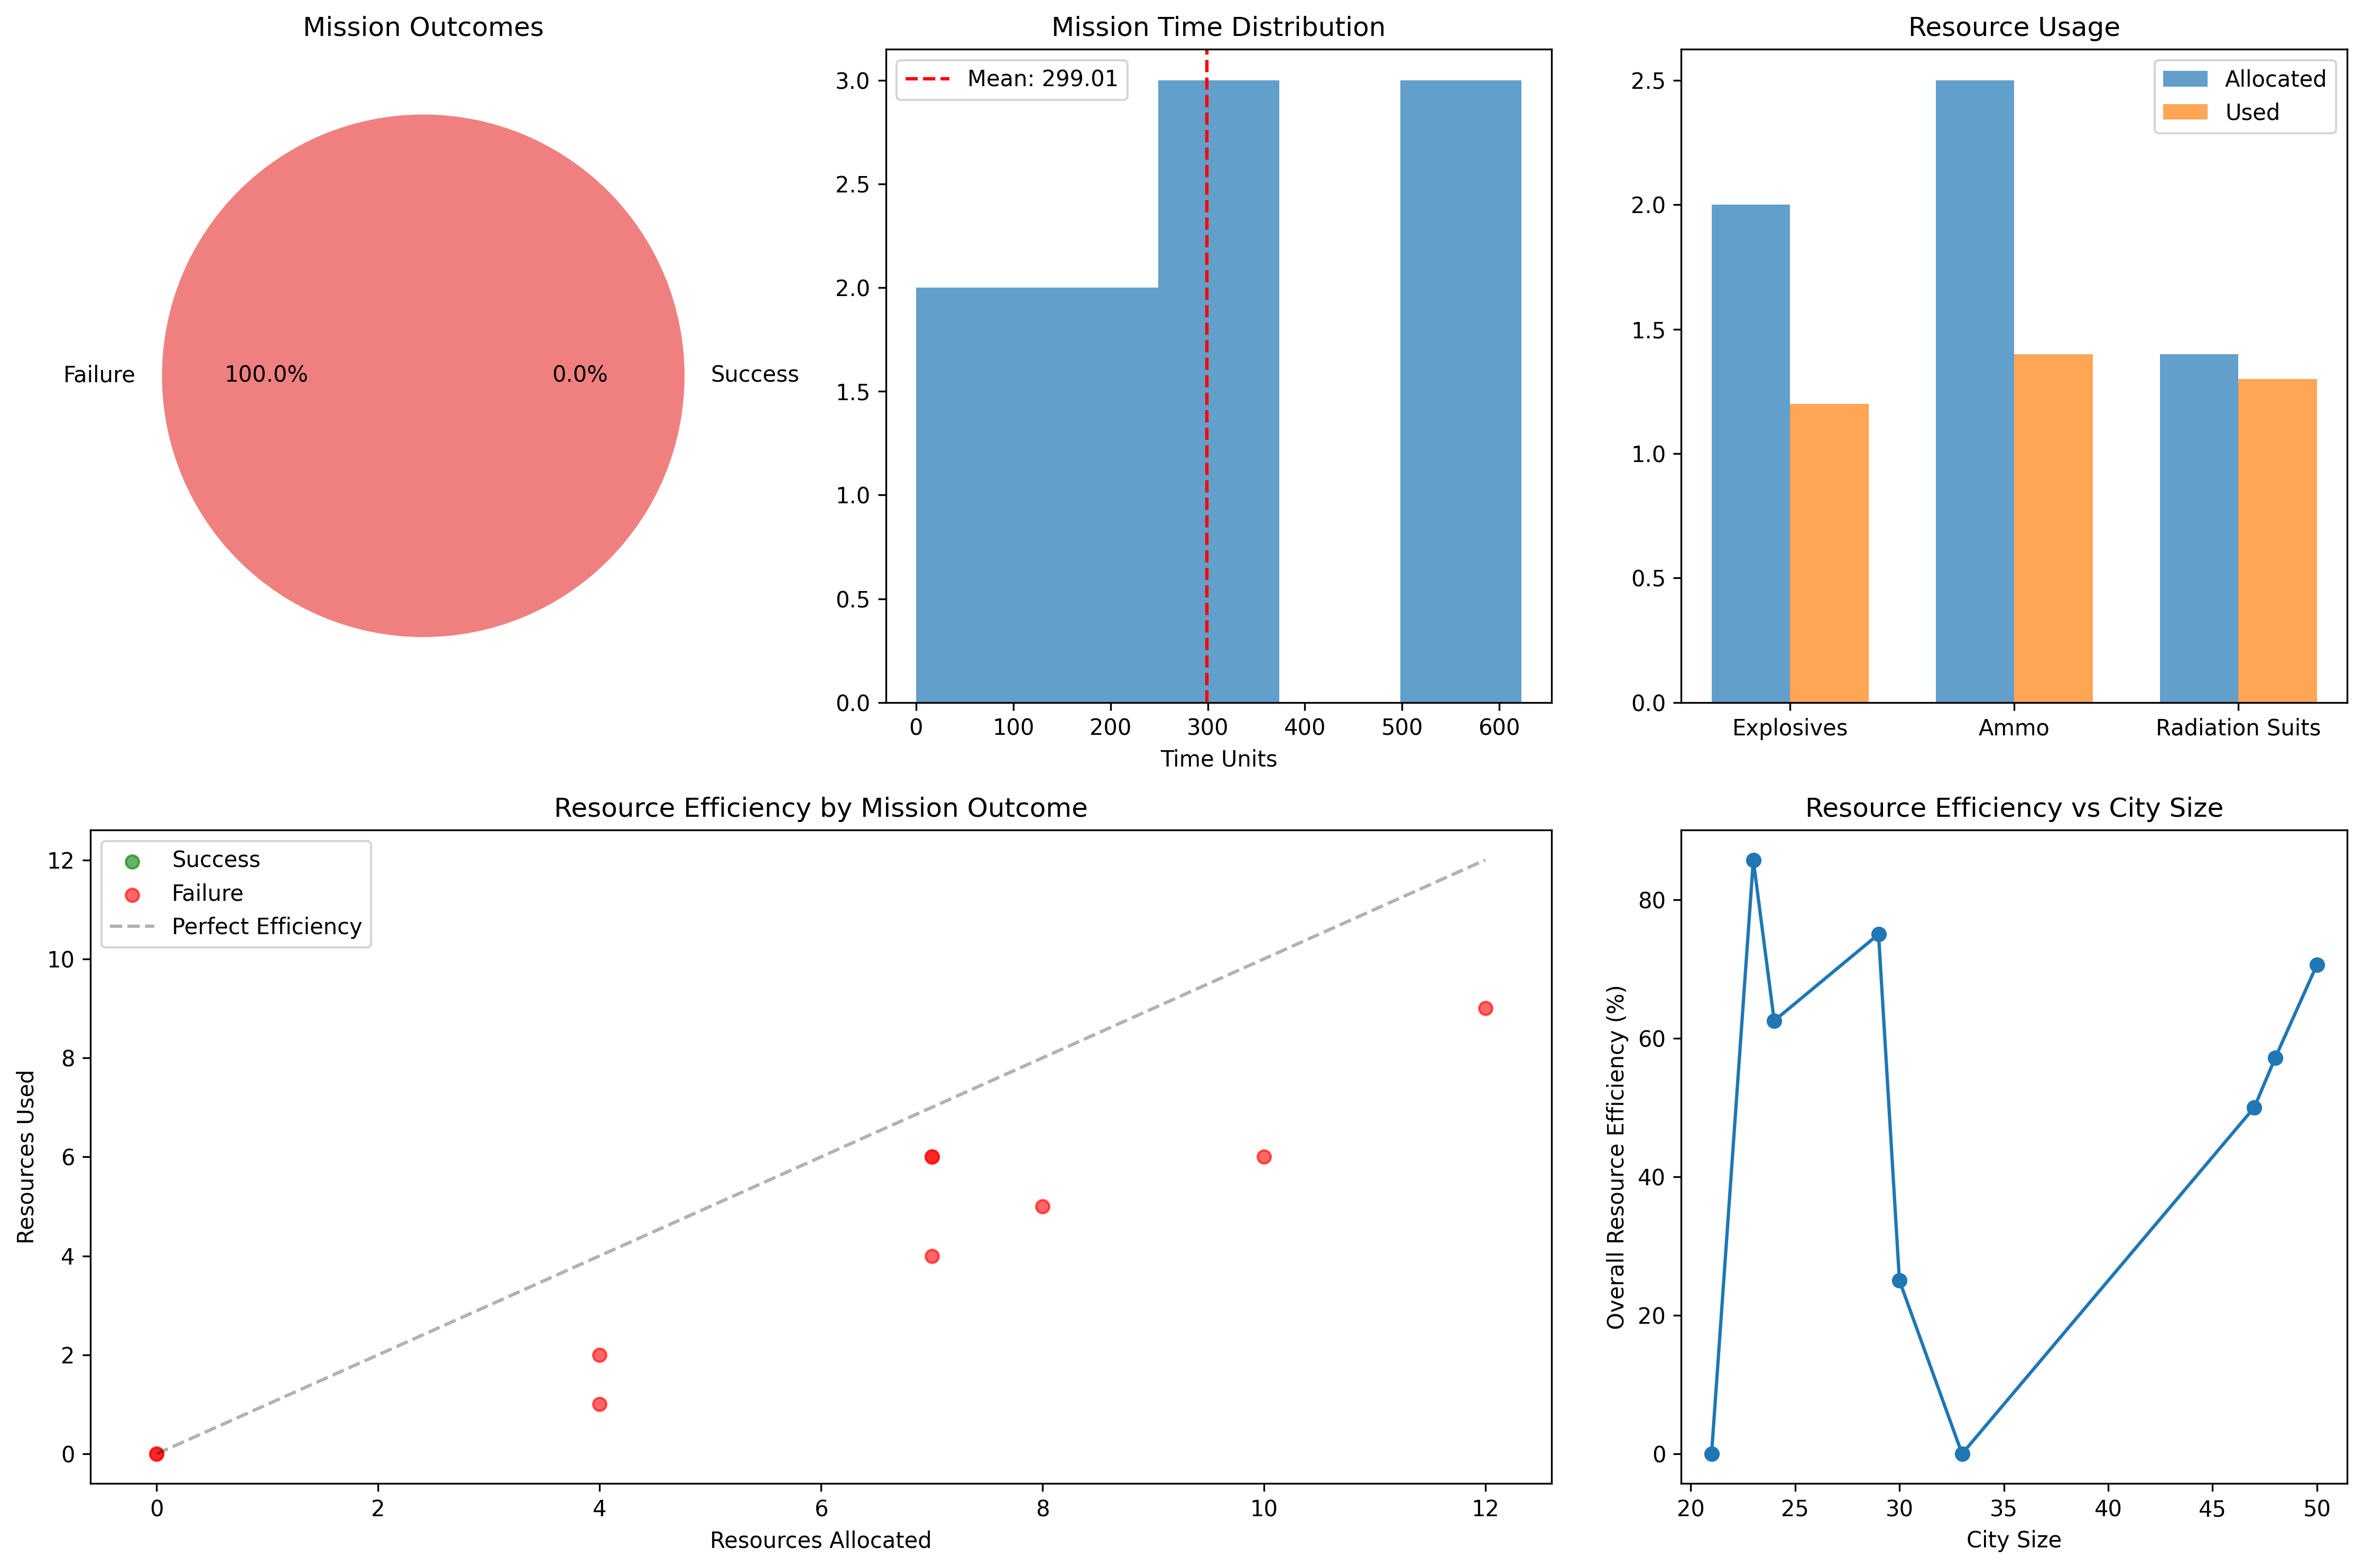 Mission Outcomes
Failure
100.0%
0.0%
Success
Mission Time Distribution
Mean: 299.01
3.0
2.5
2.0
1.5
1.0
0.5
0.0
0 100 200 300 400 500 600
Time Units
Resource Usage
Allocated
Used
2.5
2.0
1.5
1.0
0.5
0.0
Explosives Ammo Radiation Suits
Resource Efficiency by Mission Outcome
Success
Failure
Perfect Efficiency
Resources Used
12
10
8
6
4
2
0
0 2 4 6 8 10 12
Resources Allocated
Resource Efficiency vs City Size
Overall Resource Efficiency (%)
80
60
40
20
0
20 25 30 35 40 45 50
City Size